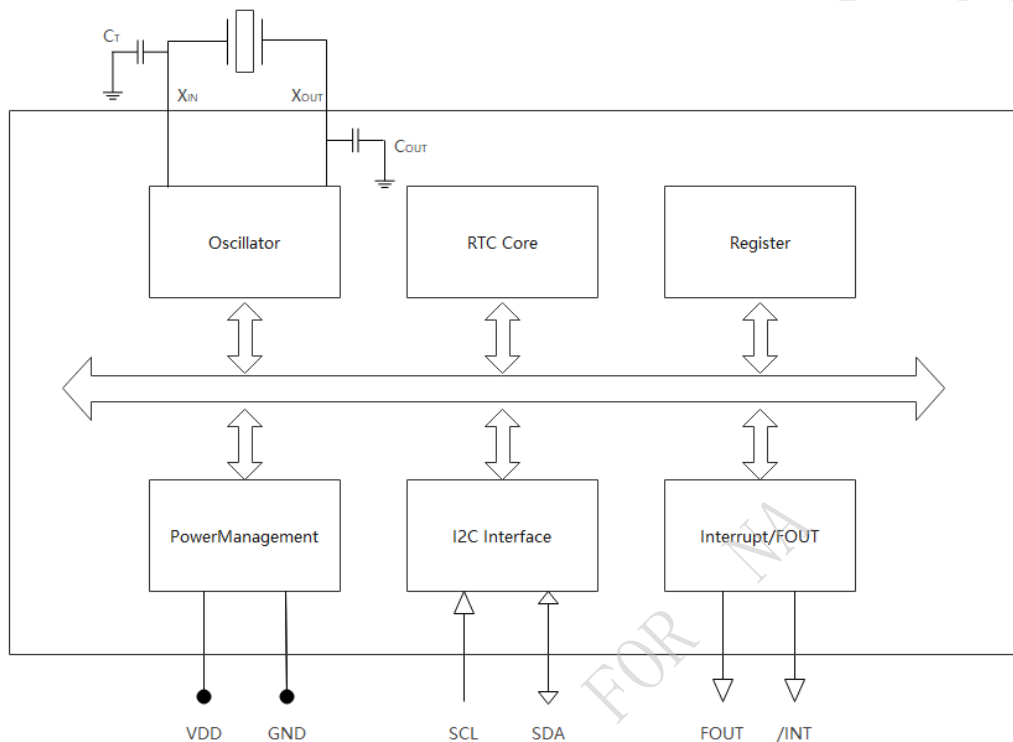 CT
XIN XOUT
COUT
Oscillator RTC Core Register
PowerManagement I2C Interface Interrupt/FOUT
FOR NA
VDD GND SCL SDA FOUT /INT